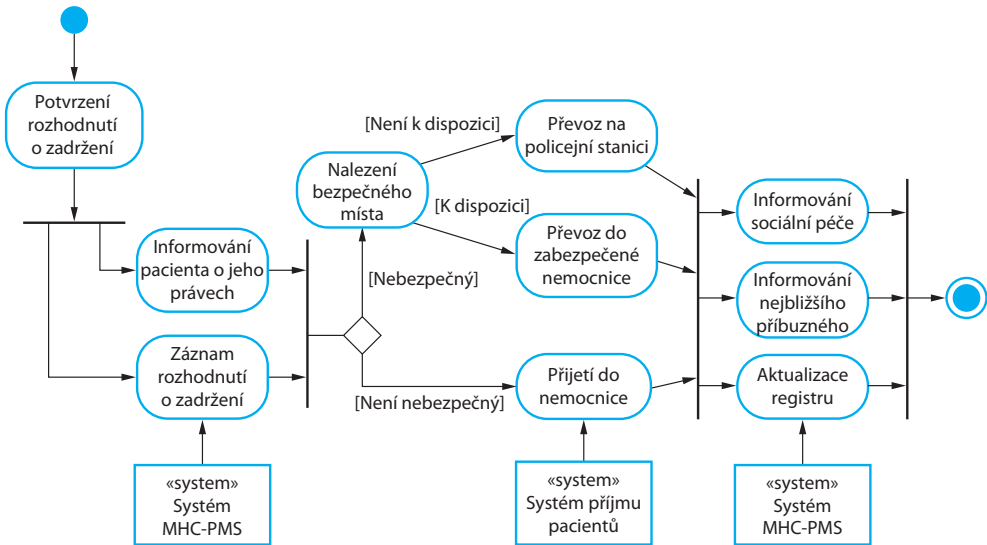 Potvrzení
rozhodnutí
o zadržení
Informování
pacienta o jeho
právech
Záznam
rozhodnutí
o zadržení
«system»
Systém
MHC-PMS
[Nebezpečný]
[Není nebezpečný]
Nalezení
bezpečného
místa
[Není k dispozici]
[K dispozici]
Převoz na
policejní stanici
Převoz do
zabezpečené
nemocnice
Přijetí do
nemocnice
«system»
Systém příjmu
pacientů
Informování
sociální péče
Informování
nejbližšího
příbuzného
Aktualizace
registru
«system»
Systém
MHC-PMS